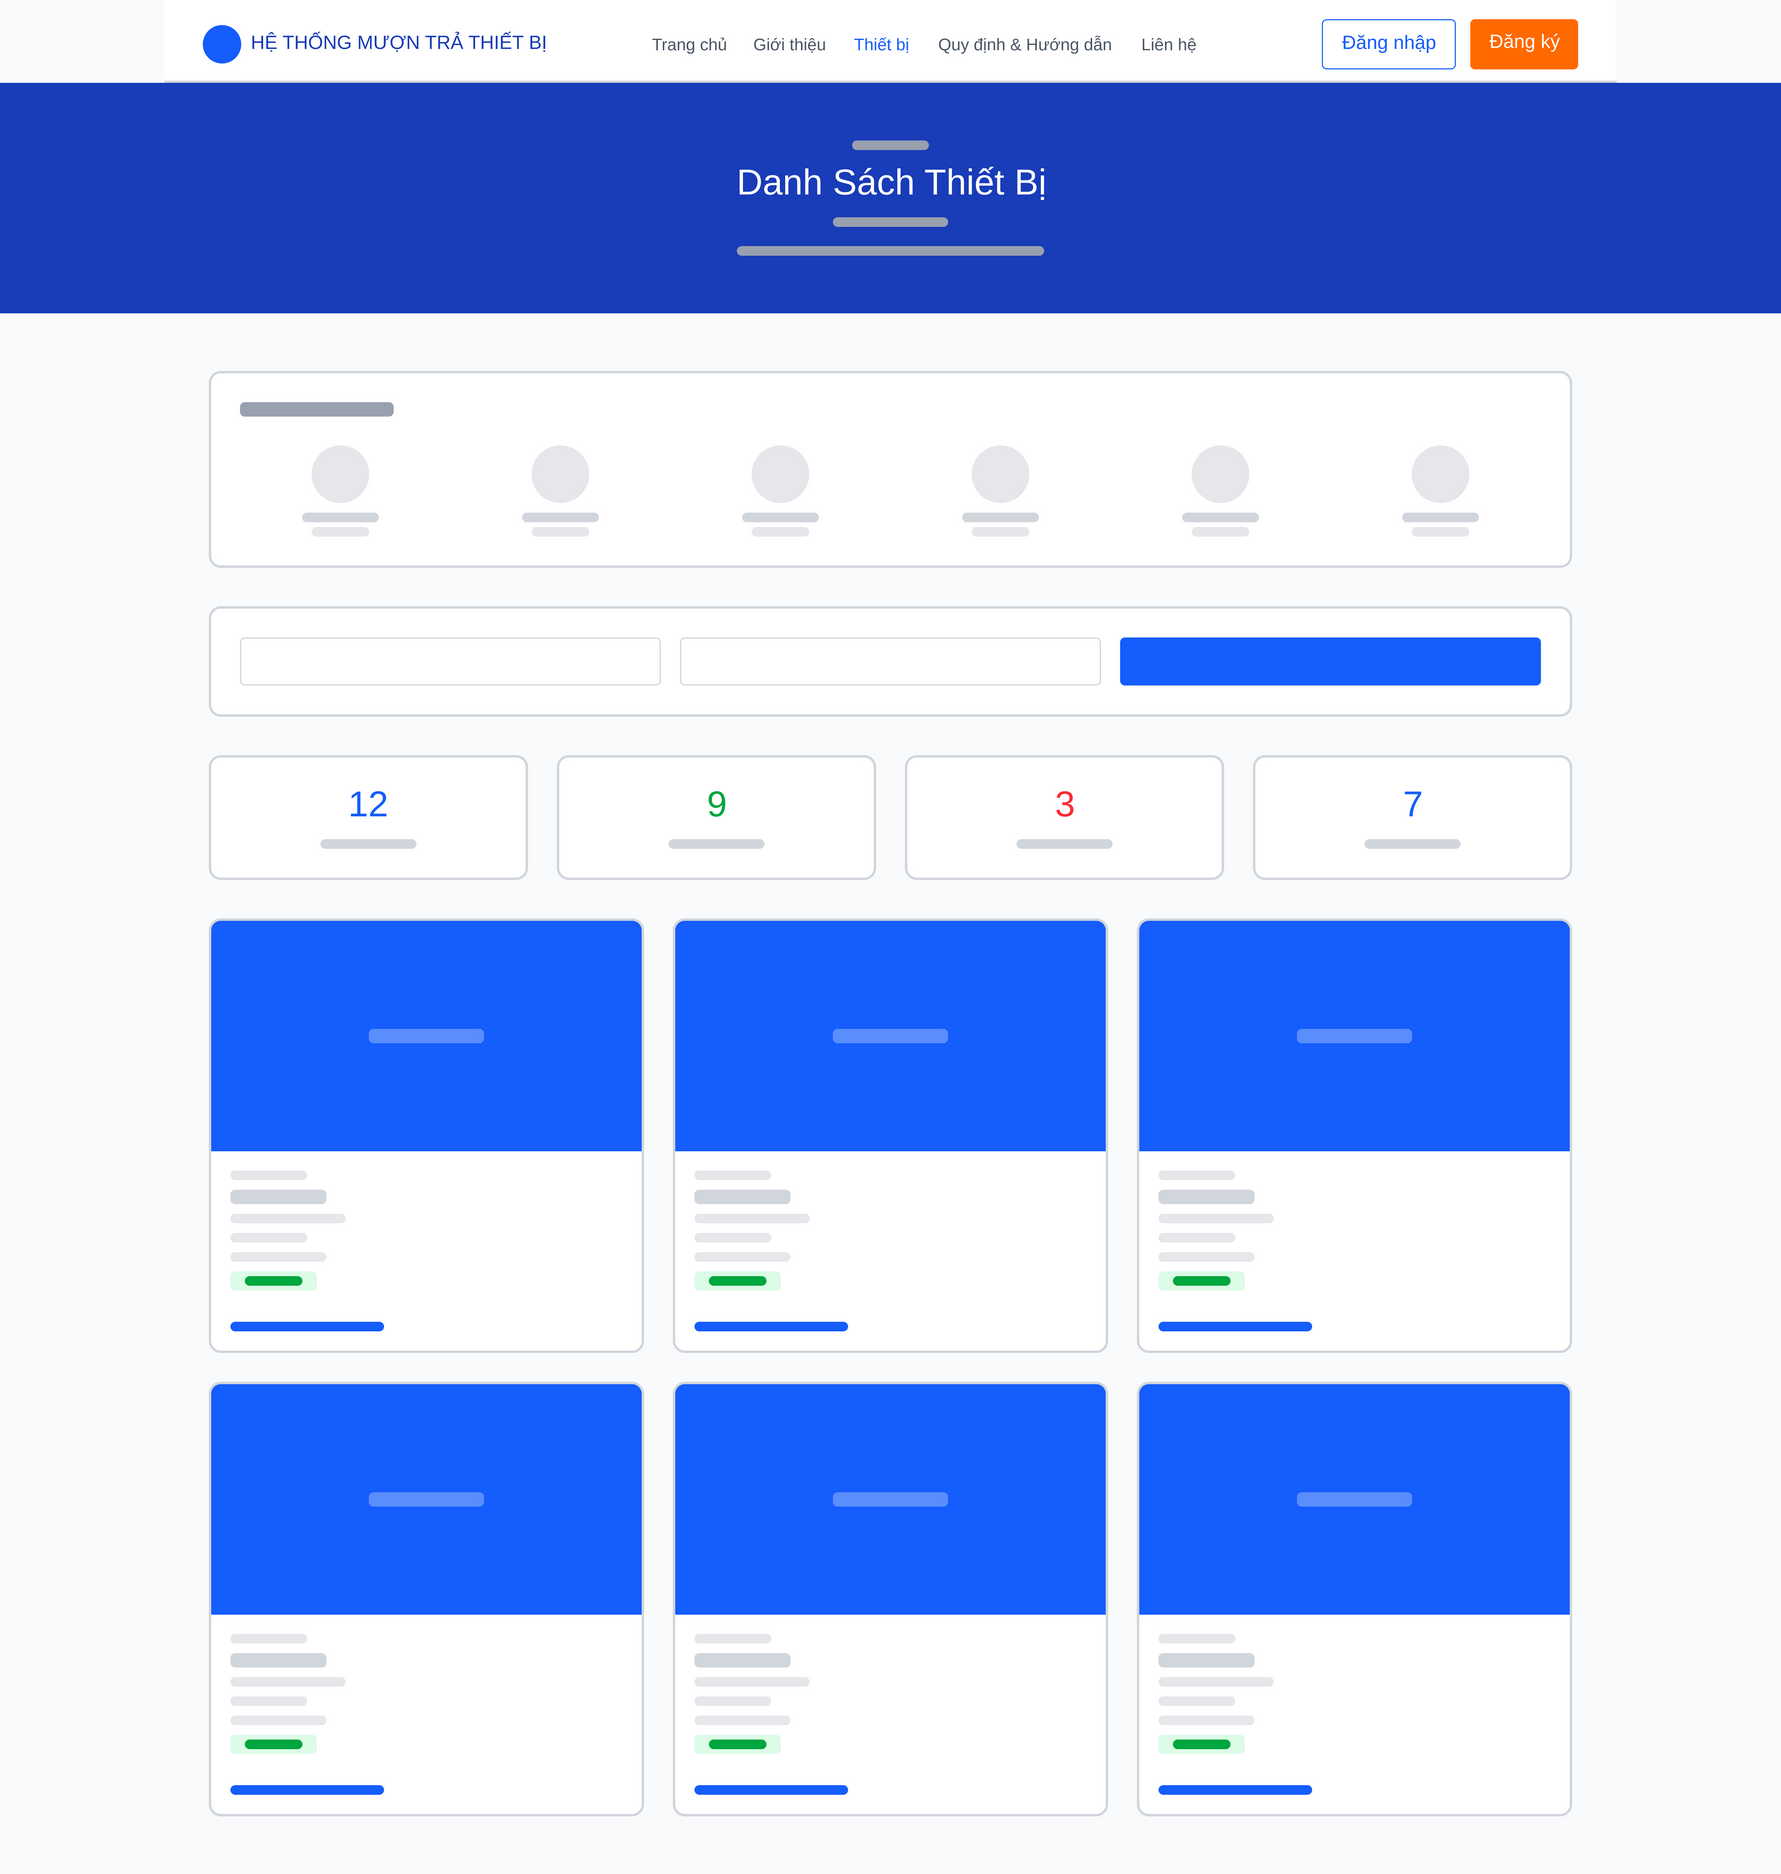 HỆ THỐNG MƯỢN TRẢ THIẾT BỊ
Trang chủ
Giới thiệu
Thiết bị
Quy định & Hướng dẫn
Liên hệ
Đăng nhập
Đăng ký
Danh Sách Thiết Bị
12
9
3
7